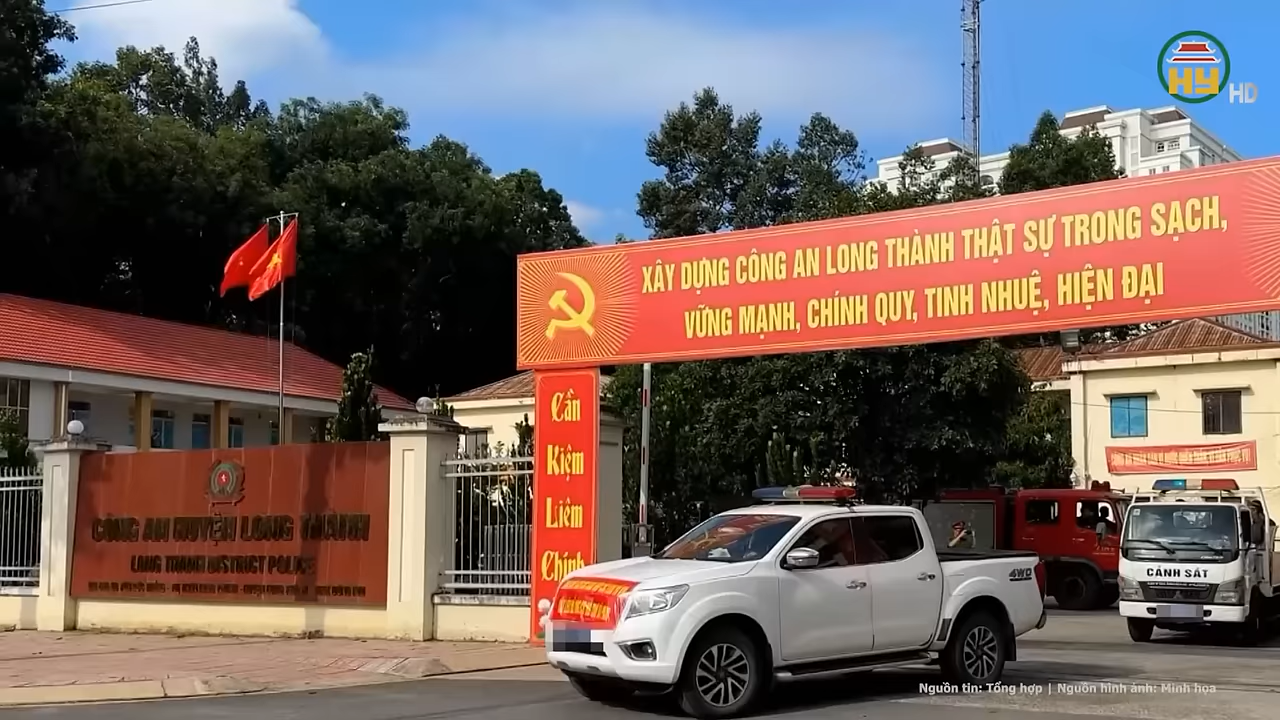 HY HD
XÂY DỰNG CÔNG AN LONG THÀNH THẬT SỰ TRONG SẠCH,
VỮNG MẠNH, CHÍNH QUY, TINH NHUỆ, HIỆN ĐẠI
Cần
Kiệm
Liêm
Chính
CÔNG AN HUYỆN LONG THÀNH
LONG THANH DISTRICT POLICE
CẢNH SÁT
4WD
Nguồn tin: Tổng hợp | Nguồn hình ảnh: Minh họa